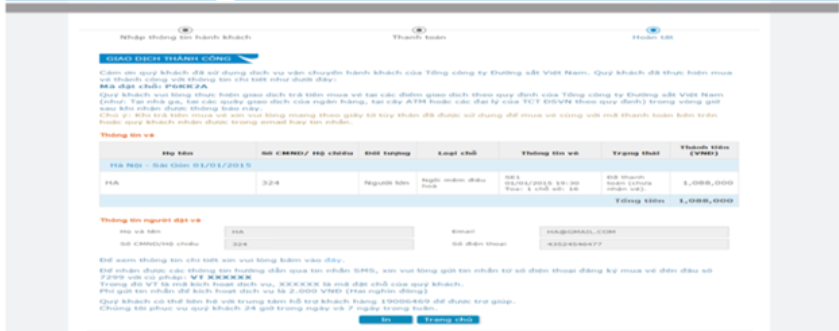 Nhập thông tin hành khách
Thanh toán
Hoàn tất
GIAO DỊCH THÀNH CÔNG
Cảm ơn quý khách đã sử dụng dịch vụ vận chuyển hành khách của Tổng công ty Đường sắt Việt Nam. Quý khách đã thực hiện mua
vé thành công với thông tin chi tiết như dưới đây:
Mã đặt chỗ: P6KK2A
Quý khách vui lòng thực hiện giao dịch trả tiền mua vé tại các điểm giao dịch theo quy định của Tổng công ty Đường sắt Việt Nam
(như: Tại nhà ga, tại các quầy giao dịch của ngân hàng, tại cây ATM hoặc các đại lý của TCT ĐSVN theo quy định) trong vòng giờ
sau khi nhận được thông báo này.
Chú ý: Khi trả tiền mua vé xin vui lòng mang theo giấy tờ tùy thân đã được sử dụng để mua vé cùng với mã thanh toán bên trên
hoặc quý khách nhận được trong email hay tin nhắn.
Thông tin vé
Họ tên Số CMND/ Hộ chiếu Đối tượng Loại chỗ Thông tin vé Trạng thái Thành tiền (VNĐ)
Hà Nội - Sài Gòn 01/01/2015
HA 324 Người lớn Ngồi mềm điều hoà SE1 01/01/2015 19:30 Toa: 1 chỗ số: 16 Đã thanh toán (chưa nhận vé). 1,088,000
Tổng tiền 1,088,000
Thông tin người đặt vé
Họ và tên HA Email HA@GMAIL.COM
Số CMND/Hộ chiếu 324 Số điện thoại
Để xem thông tin chi tiết xin vui lòng bấm vào đây.
Để nhận được các thông tin hướng dẫn qua tin nhắn SMS, xin vui lòng gửi tin nhắn từ số điện thoại đăng ký mua vé đến đầu số
7299 với cú pháp: VT XXXXXX
Trong đó VT là mã kích hoạt dịch vụ, XXXXXX là mã đặt chỗ của quý khách.
Phí gửi tin nhắn để kích hoạt dịch vụ là 2.000 VNĐ (Hai nghìn đồng)
Quý khách có thể liên hệ với trung tâm hỗ trợ khách hàng 19006469 để được trợ giúp.
Chúng tôi phục vụ quý khách 24 giờ trong ngày và 7 ngày trong tuần.
In Trang chủ